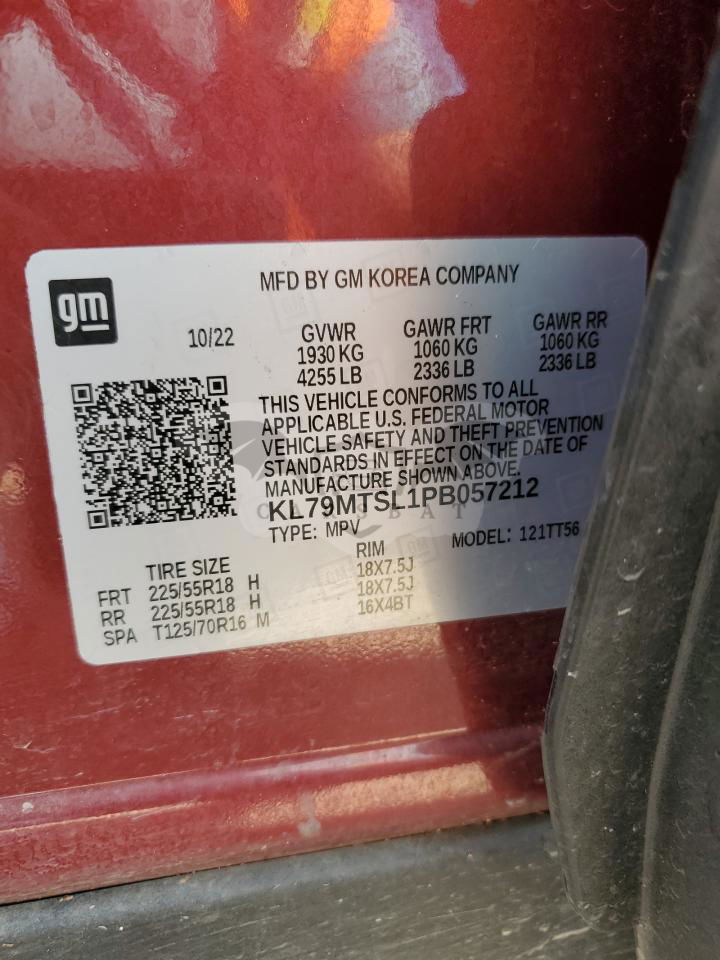 gm
MFD BY GM KOREA COMPANY
10/22
GVWR GAWR FRT GAWR RR
1930 KG 1060 KG 1060 KG
4255 LB 2336 LB 2336 LB
THIS VEHICLE CONFORMS TO ALL
APPLICABLE U.S. FEDERAL MOTOR
VEHICLE SAFETY AND THEFT PREVENTION
STANDARDS IN EFFECT ON THE DATE OF
MANUFACTURE SHOWN ABOVE.
KL79MTSL1PB057212
TYPE: MPV MODEL: 121TT56
TIRE SIZE RIM
FRT 225/55R18 H 18X7.5J
RR 225/55R18 H 18X7.5J
SPA T125/70R16 M 16X4BT